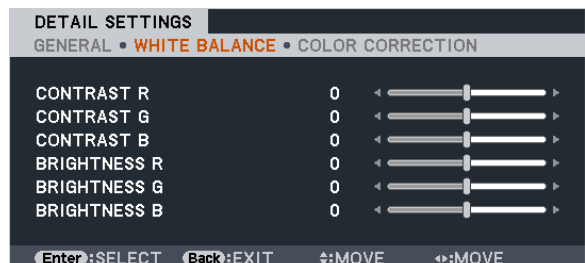 DETAIL SETTINGS
GENERAL • WHITE BALANCE • COLOR CORRECTION
CONTRAST R 0
CONTRAST G 0
CONTRAST B 0
BRIGHTNESS R 0
BRIGHTNESS G 0
BRIGHTNESS B 0
Enter:SELECT Back:EXIT :MOVE :MOVE